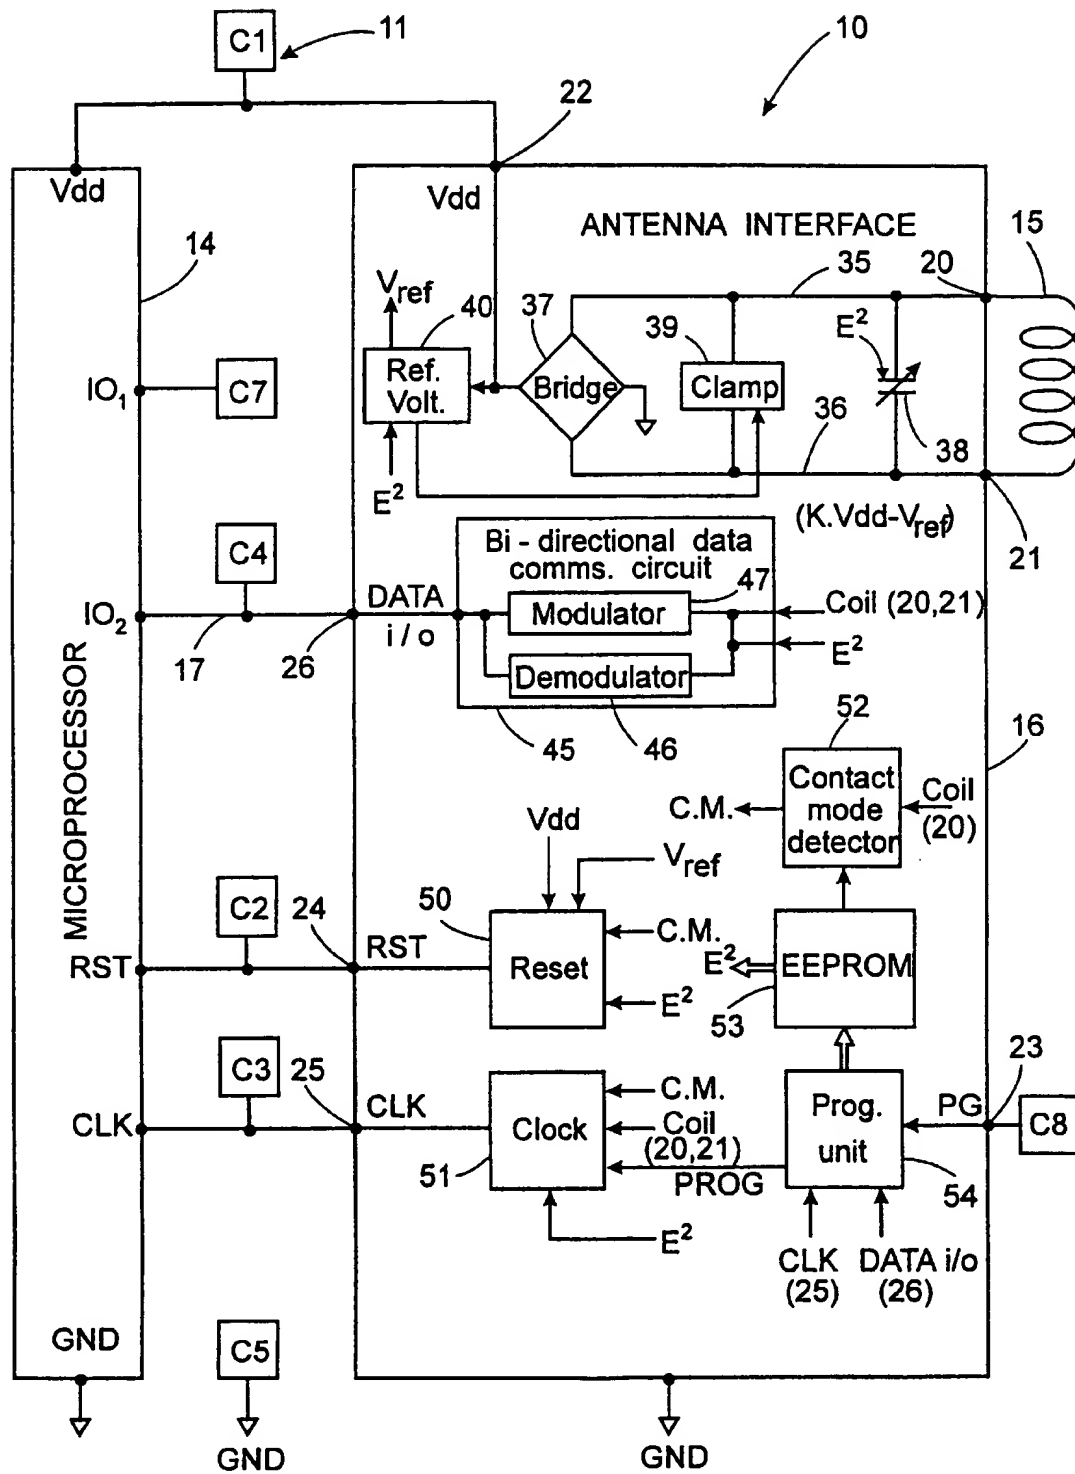 C1
11
10
22
Vdd
Vdd
ANTENNA INTERFACE
14
15
20
35
Vref
40
37
39
E²
Ref.
Volt.
Bridge
Clamp
IO₁
C7
36
38
E²
(K.Vdd-Vref)
21
C4
Bi - directional data
comms. circuit
47
IO₂
DATA
i / o
Modulator
Coil (20,21)
17
26
E²
Demodulator
45
46
52
16
MICROPROCESSOR
Contact
mode
detector
C.M.
Coil
(20)
Vdd
Vref
C2
24
50
RST
RST
Reset
C.M.
E²
E²
EEPROM
53
C3
25
23
CLK
CLK
Clock
C.M.
Coil
(20,21)
PROG
51
E²
Prog.
unit
PG
C8
54
CLK
(25)
DATA i/o
(26)
GND
C5
GND
GND